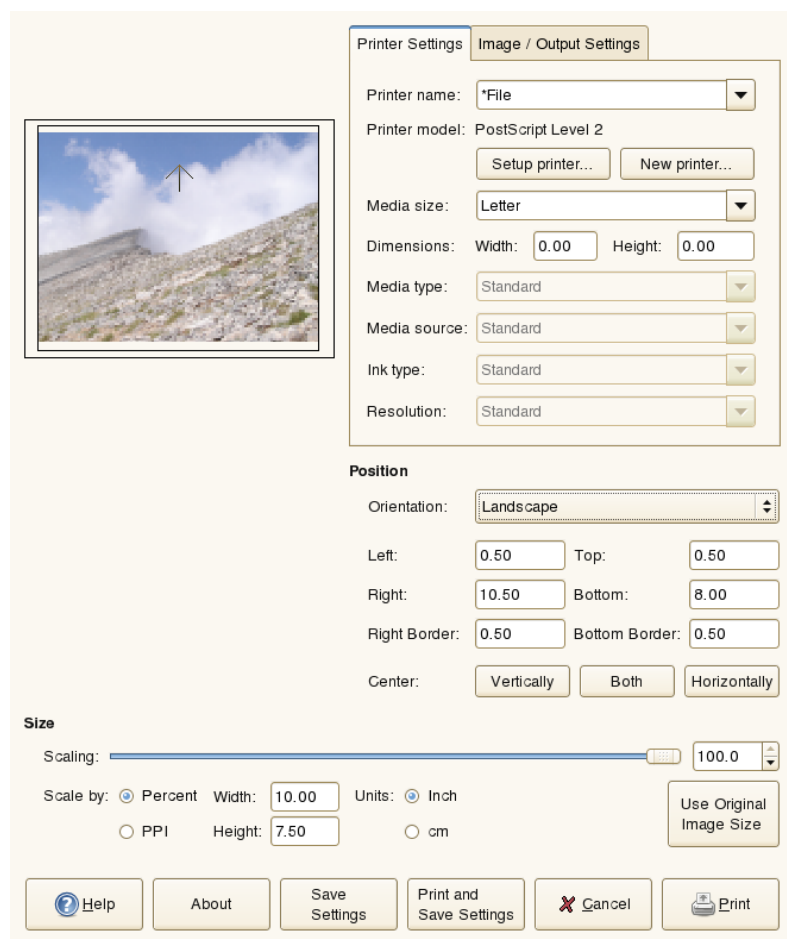 Printer Settings
Image / Output Settings
Printer name: *File
Printer model: PostScript Level 2
Setup printer... New printer...
Media size: Letter
Dimensions: Width: 0.00 Height: 0.00
Media type: Standard
Media source: Standard
Ink type: Standard
Resolution: Standard
Position
Orientation: Landscape
Left: 0.50 Top: 0.50
Right: 10.50 Bottom: 8.00
Right Border: 0.50 Bottom Border: 0.50
Center: Vertically Both Horizontally
Size
Scaling: 100.0
Scale by: Percent Width: 10.00 Units: Inch
PPI Height: 7.50 cm
Use Original
Image Size
Help
About
Save
Settings
Print and
Save Settings
Cancel
Print